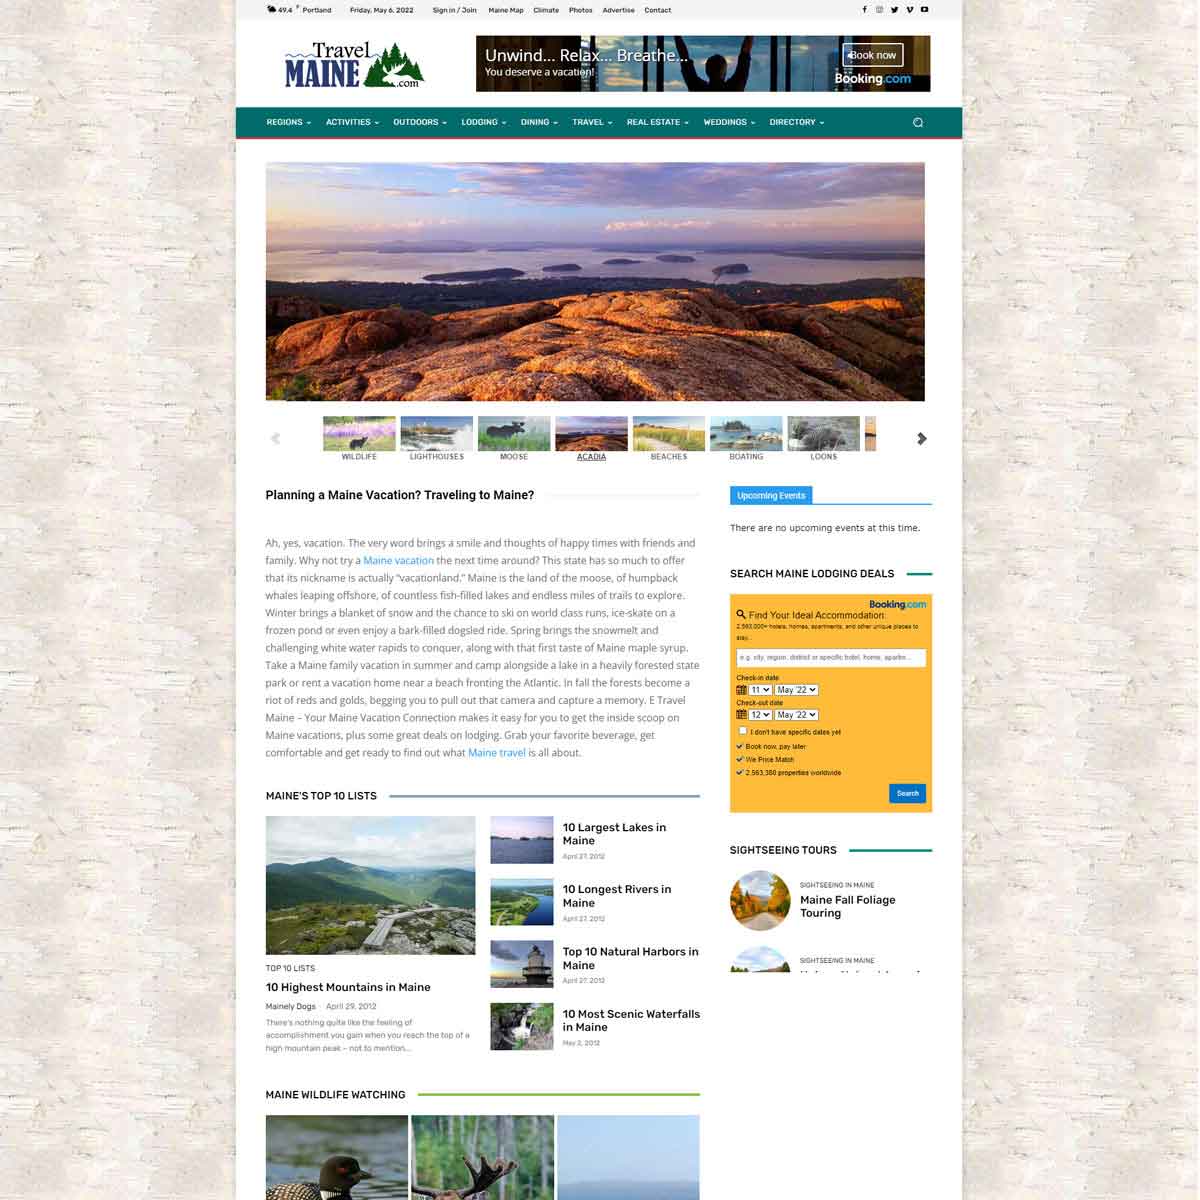 49.4 °F Portland Friday, May 6, 2022 Sign in / Join Maine Map Climate Photos Advertise Contact
Travel
MAINE
.com
Unwind... Relax... Breathe...
You deserve a vacation!
Book now
Booking.com
REGIONS ACTIVITIES OUTDOORS LODGING DINING TRAVEL REAL ESTATE WEDDINGS DIRECTORY
WILDLIFE LIGHTHOUSES MOOSE ACADIA BEACHES BOATING LOONS
Planning a Maine Vacation? Traveling to Maine?
Ah, yes, vacation. The very word brings a smile and thoughts of happy times with friends and
family. Why not try a Maine vacation the next time around? This state has so much to offer
that its nickname is actually “vacationland.” Maine is the land of the moose, of humpback
whales leaping offshore, of countless fish-filled lakes and endless miles of trails to explore.
Winter brings a blanket of snow and the chance to ski on world class runs, ice-skate on a
frozen pond or even enjoy a bark-filled dogsled ride. Spring brings the snowmelt and
challenging white water rapids to conquer, along with that first taste of Maine maple syrup.
Take a Maine family vacation in summer and camp alongside a lake in a heavily forested state
park or rent a vacation home near a beach fronting the Atlantic. In fall the forests become a
riot of reds and golds, begging you to pull out that camera and capture a memory. E Travel
Maine – Your Maine Vacation Connection makes it easy for you to get the inside scoop on
Maine vacations, plus some great deals on lodging. Grab your favorite beverage, get
comfortable and get ready to find out what Maine travel is all about.
MAINE'S TOP 10 LISTS
TOP 10 LISTS
10 Highest Mountains in Maine
Mainely Dogs - April 29, 2012
There's nothing quite like the feeling of
accomplishment you gain when you reach the top of a
high mountain peak – not to mention...
10 Largest Lakes in
Maine
April 27, 2012
10 Longest Rivers in
Maine
April 27, 2012
Top 10 Natural Harbors in
Maine
April 27, 2012
10 Most Scenic Waterfalls
in Maine
May 2, 2012
MAINE WILDLIFE WATCHING
Upcoming Events
There are no upcoming events at this time.
SEARCH MAINE LODGING DEALS
Booking.com
Find Your Ideal Accommodation:
2,563,000+ hotels, homes, apartments, and other unique places to
stay...
e.g. city, region, district or specific hotel, home, apartm...
Check-in date
11 May '22
Check-out date
12 May '22
I don't have specific dates yet
Book now, pay later
We Price Match
2,563,380 properties worldwide
Search
SIGHTSEEING TOURS
SIGHTSEEING IN MAINE
Maine Fall Foliage
Touring
SIGHTSEEING IN MAINE